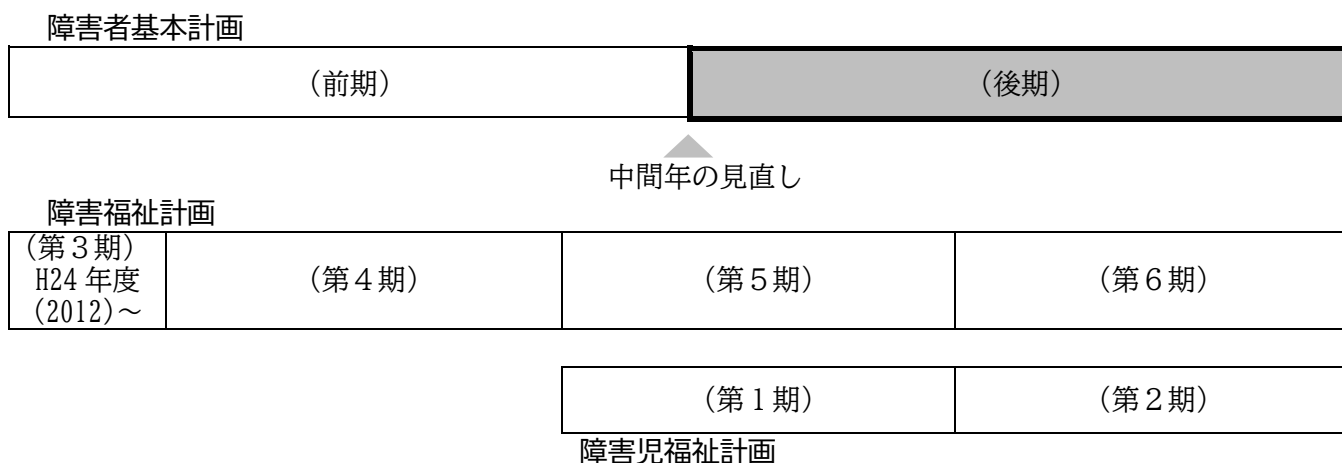 障害者基本計画
（前期）
（後期）
中間年の見直し
障害福祉計画
（第３期）
H24 年度
(2012)～
（第４期）
（第５期）
（第６期）
（第１期）
（第２期）
障害児福祉計画